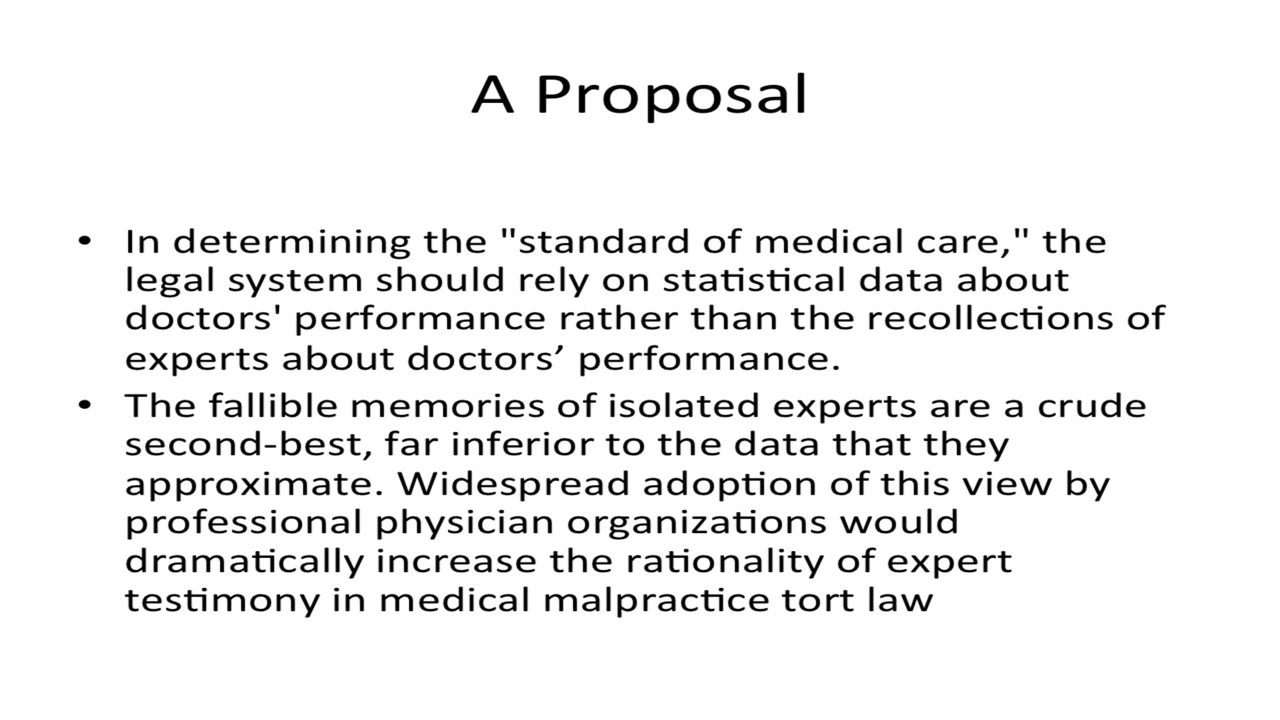 A Proposal
• In determining the "standard of medical care," the
legal system should rely on statistical data about
doctors' performance rather than the recollections of
experts about doctors’ performance.
• The fallible memories of isolated experts are a crude
second-best, far inferior to the data that they
approximate. Widespread adoption of this view by
professional physician organizations would
dramatically increase the rationality of expert
testimony in medical malpractice tort law